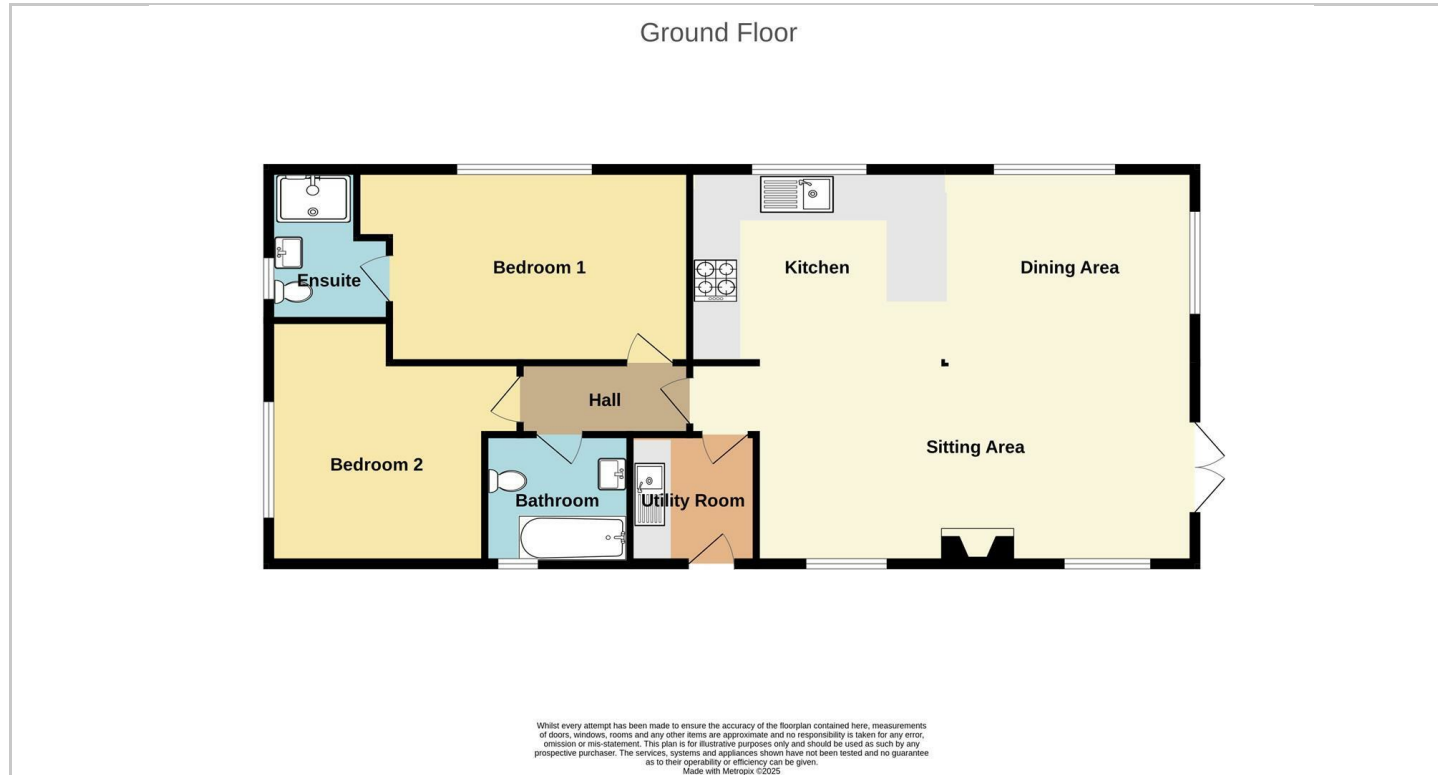 Ground Floor
Bedroom 1
Kitchen
Dining Area
Ensuite
Hall
Sitting Area
Bedroom 2
Bathroom
Utility Room
Whilst every attempt has been made to ensure the accuracy of the floorplan contained here, measurements
of doors, windows, rooms and any other items are approximate and no responsibility is taken for any error,
omission or mis-statement. This plan is for illustrative purposes only and should be used as such by any
prospective purchaser. The services, systems and appliances shown have not been tested and no guarantee
as to their operability or efficiency can be given.
Made with Metropix ©2025